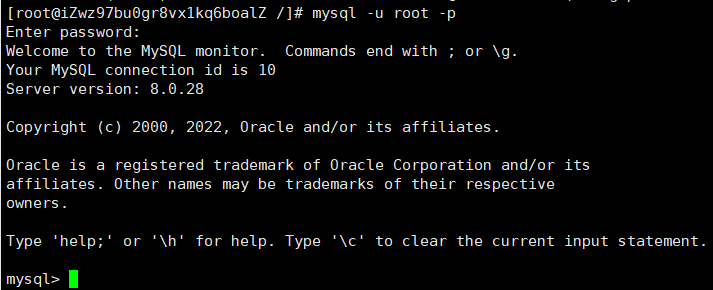 [root@iZwz97bu0gr8vx1kq6boalZ /]# mysql -u root -p
Enter password:
Welcome to the MySQL monitor.  Commands end with ; or \g.
Your MySQL connection id is 10
Server version: 8.0.28
Copyright (c) 2000, 2022, Oracle and/or its affiliates.
Oracle is a registered trademark of Oracle Corporation and/or its
affiliates. Other names may be trademarks of their respective
owners.
Type 'help;' or '\h' for help. Type '\c' to clear the current input statement.
mysql>